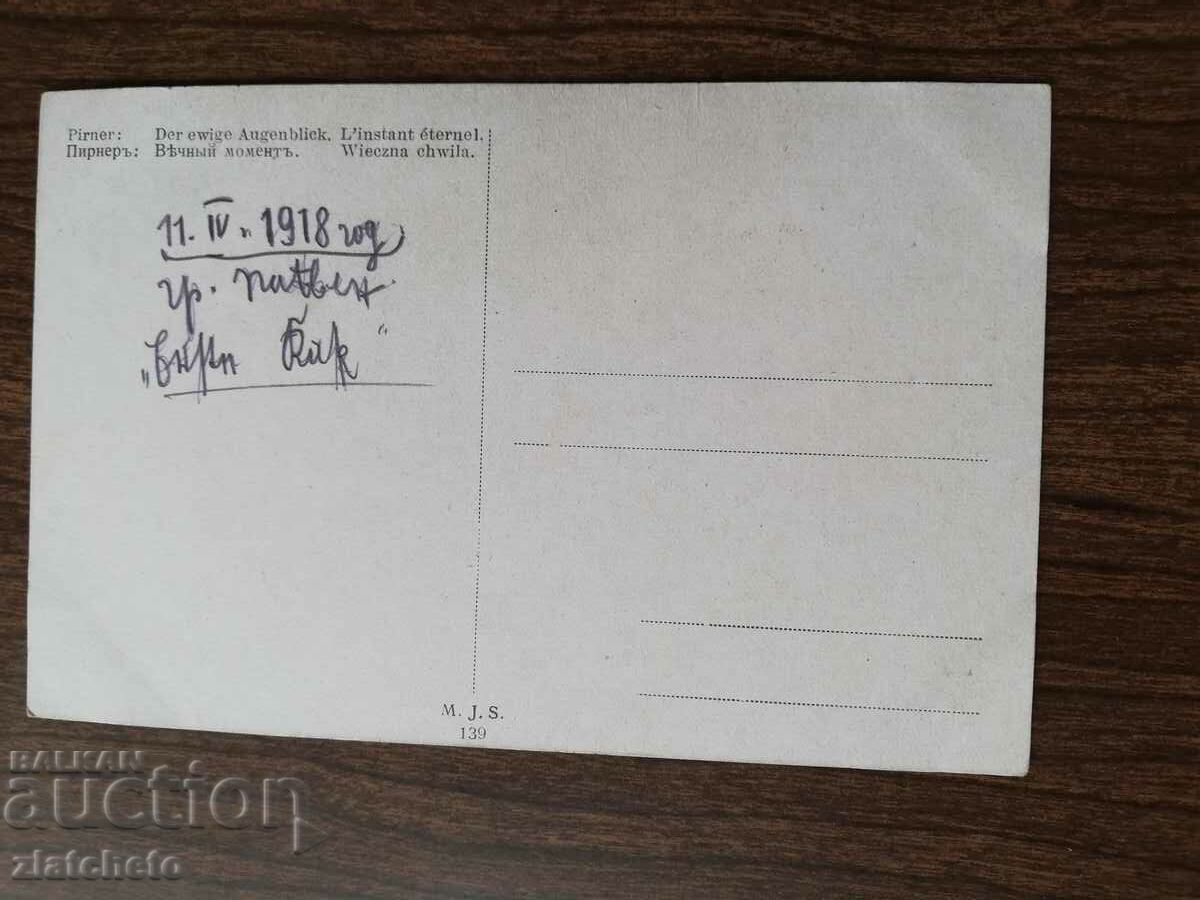 Pirner: Der ewige Augenblick. L'instant éternel.
Пирнеръ: Вѣчный моментъ. Wieczna chwila.
11. IV. 1918 год
гр.
M. J. S.
139
BALKAN
auction
zlatcheto